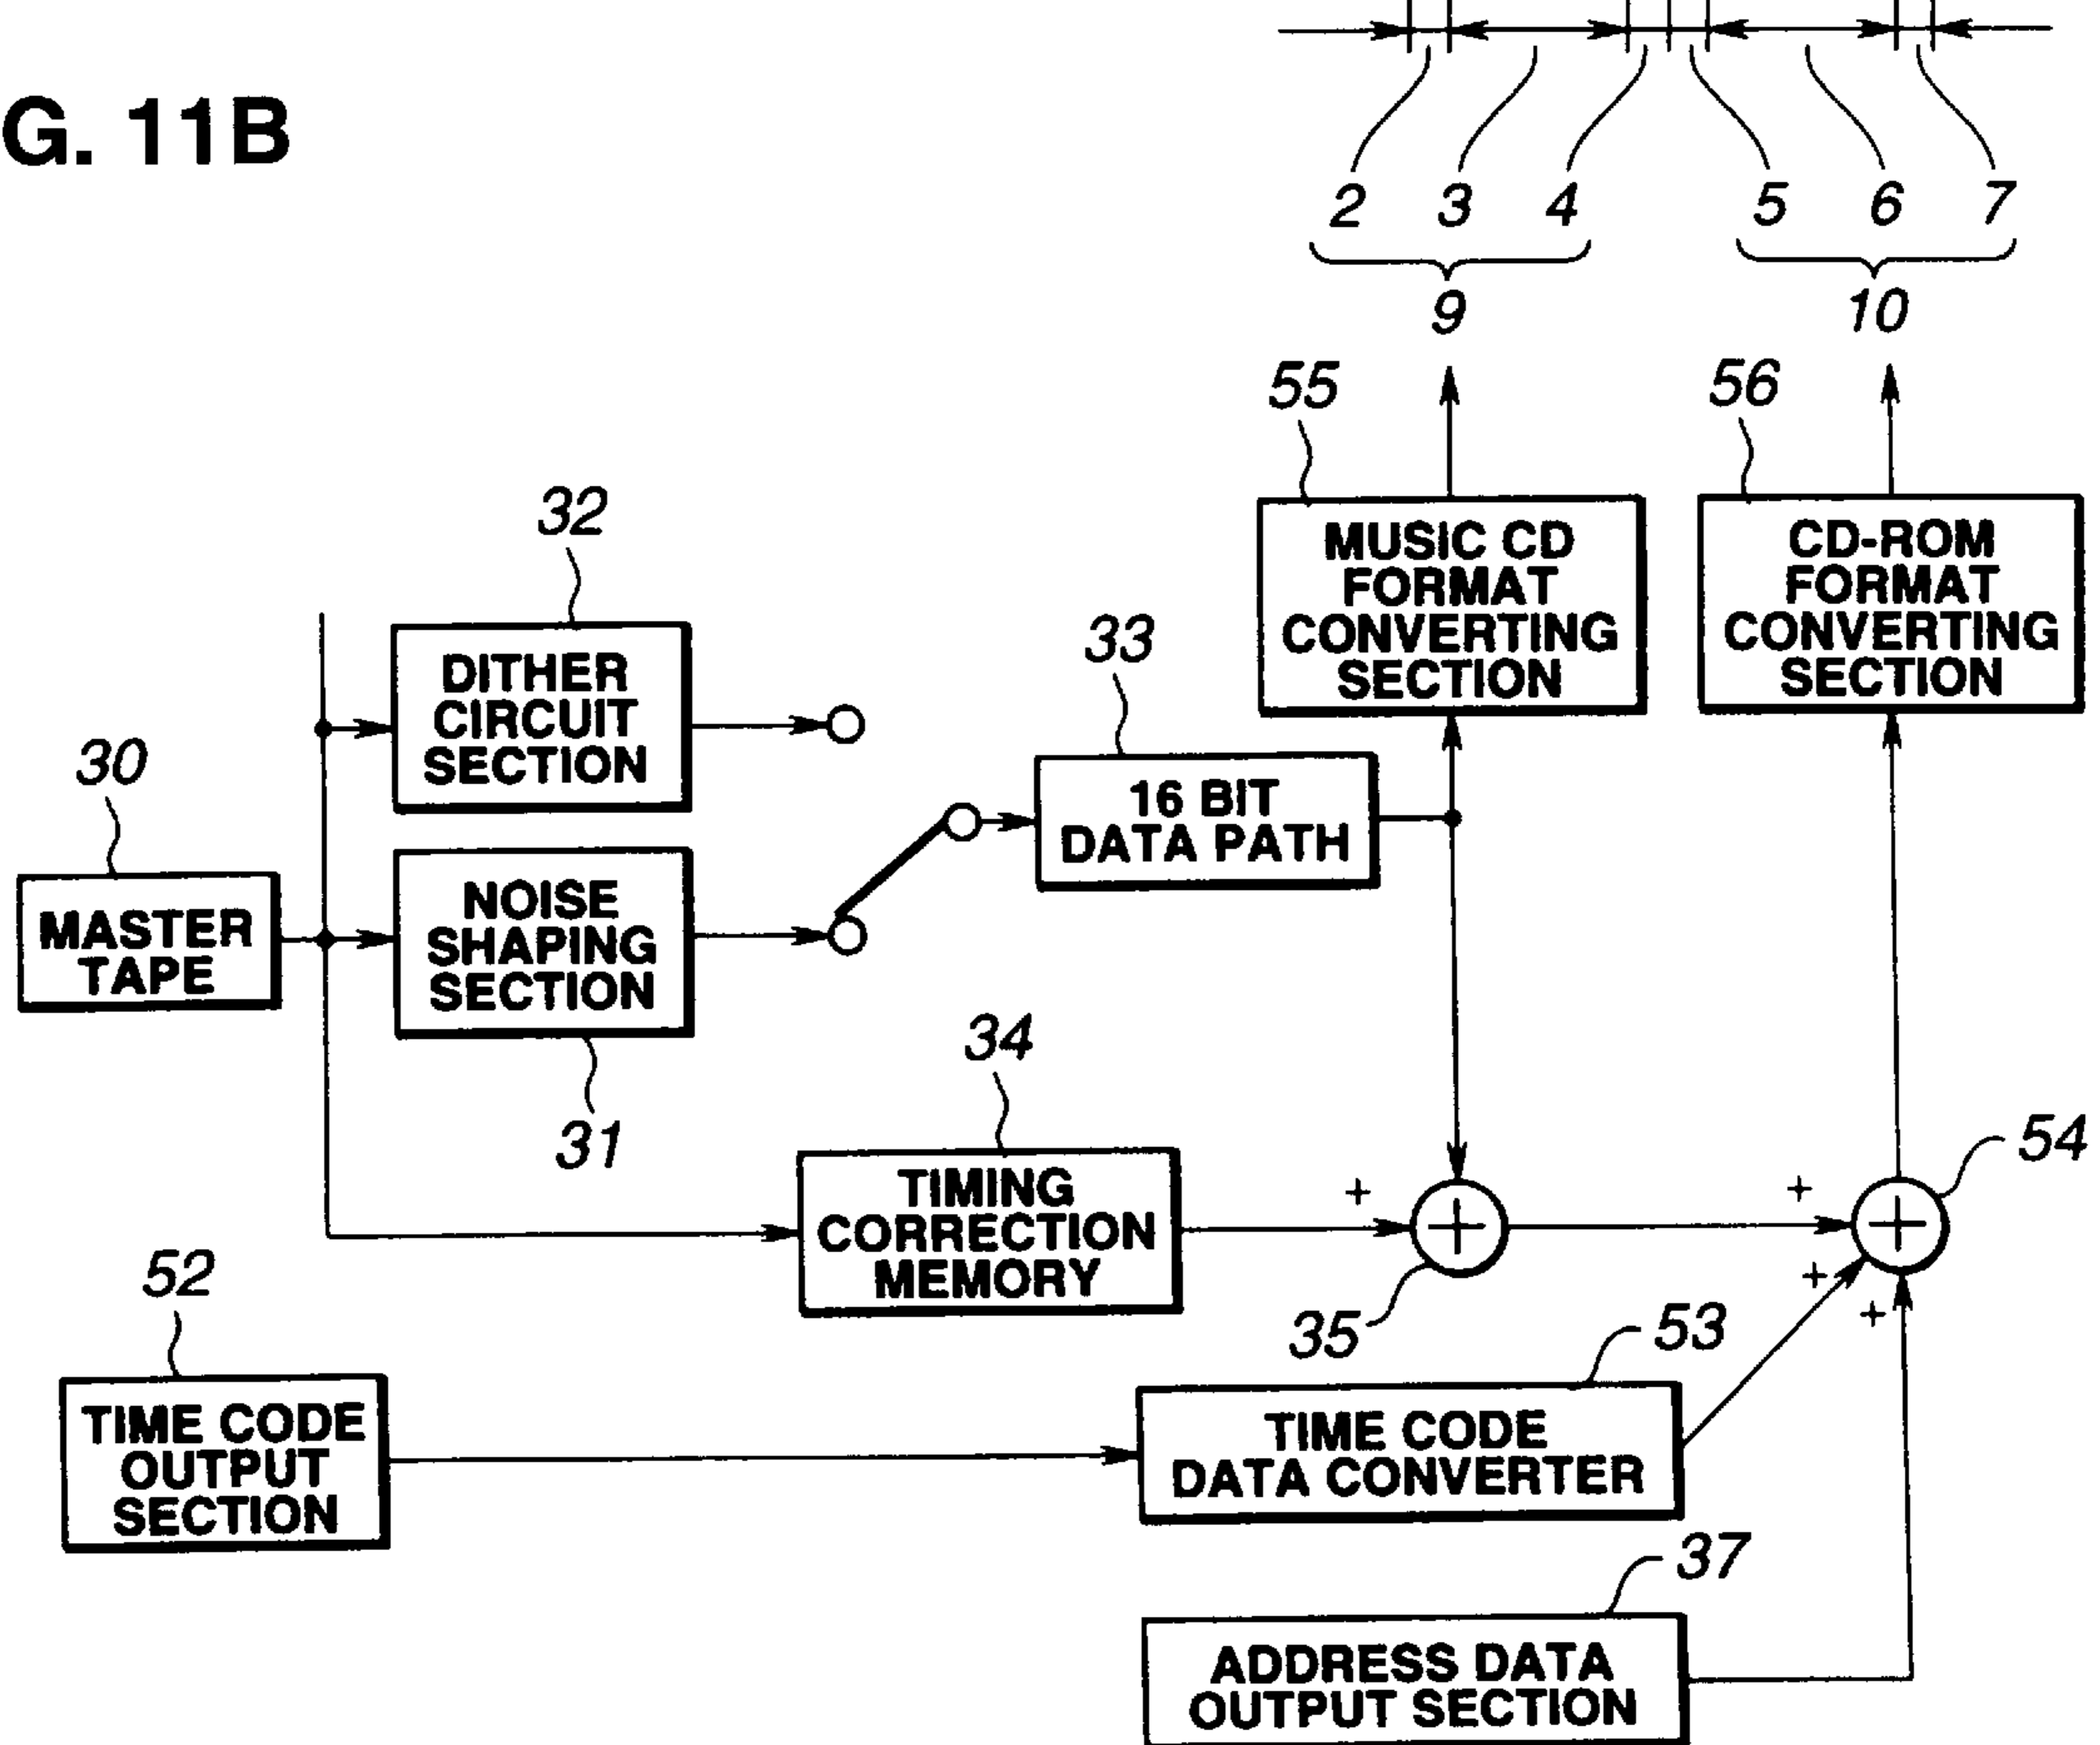 G. 11B
2 3 4 5 6 7
9 10
55 56
MUSIC CD
FORMAT
CONVERTING
SECTION
CD-ROM
FORMAT
CONVERTING
SECTION
32
DITHER
CIRCUIT
SECTION
33
16 BIT
DATA PATH
30
MASTER
TAPE
NOISE
SHAPING
SECTION
31
34
TIMING
CORRECTION
MEMORY
+
+
35
+
+
54
+
+
52
TIME CODE
OUTPUT
SECTION
53
TIME CODE
DATA CONVERTER
37
ADDRESS DATA
OUTPUT SECTION